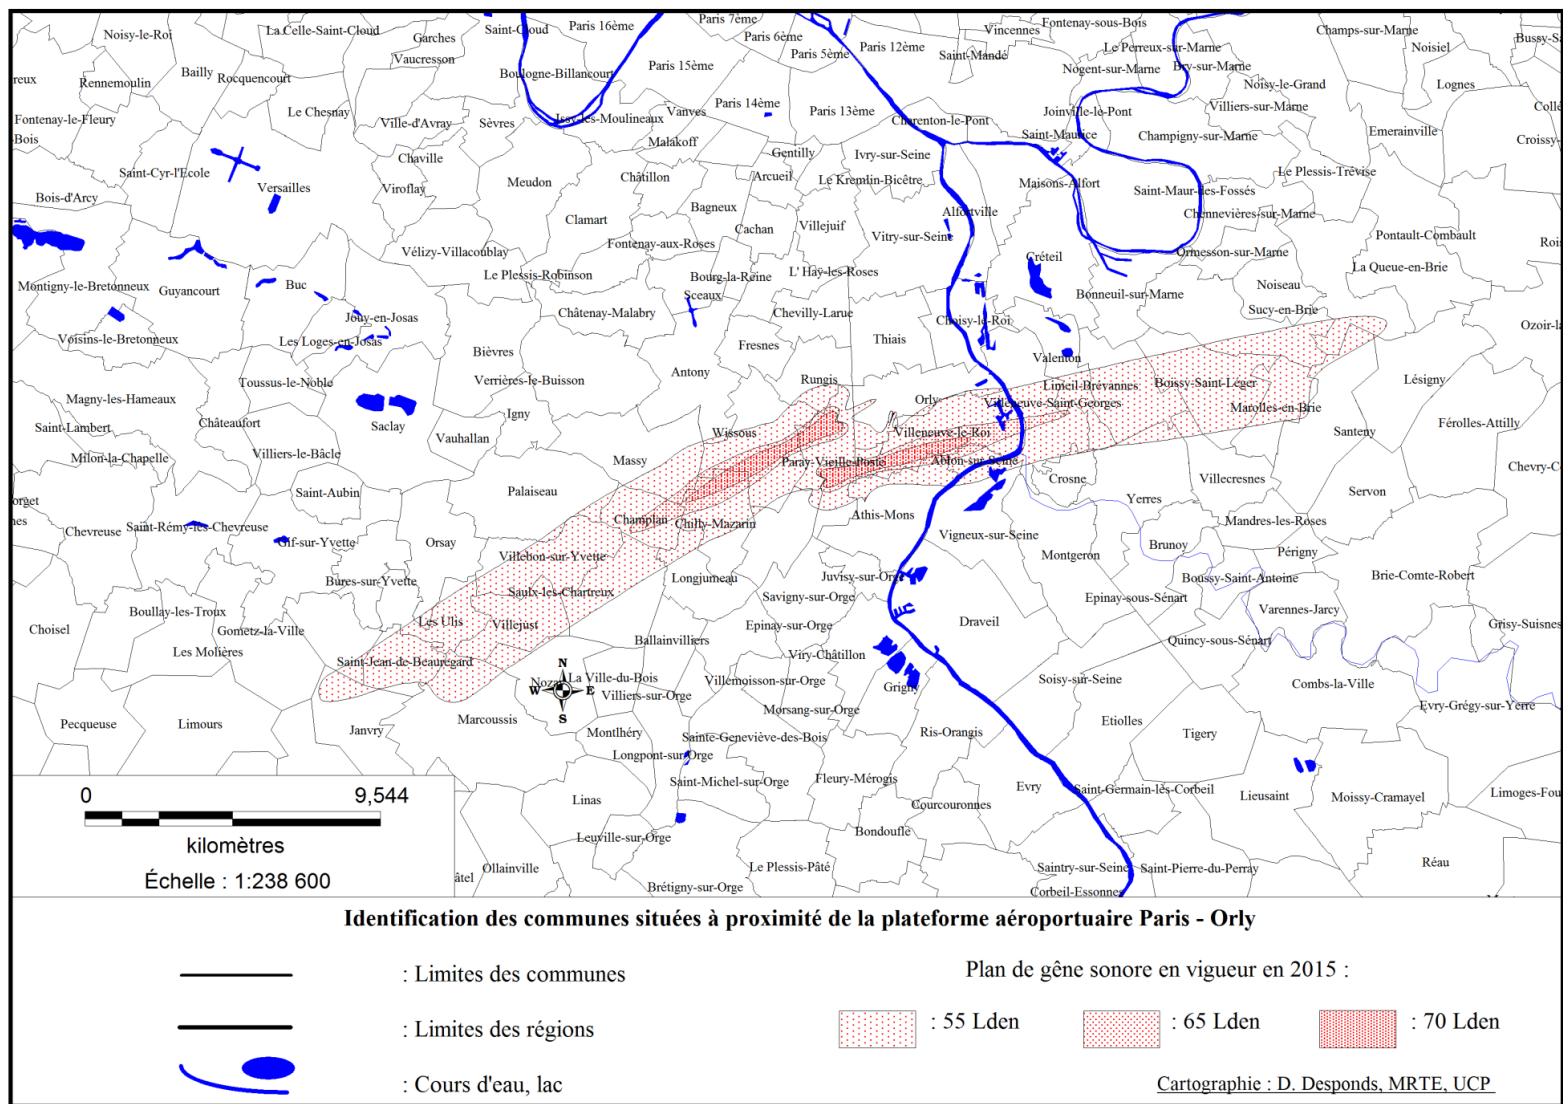 Noisy-le-Roi
La Celle-Saint-Cloud
Garches
Saint-Cloud
Paris 16ème
Paris 7ème
Paris 6ème
Paris 5ème
Paris 12ème
Vincennes
Fontenay-sous-Bois
Champs-sur-Marne
Noisiel
Bussy-Sa
Vaucresson
Saint-Mandé
Le Perreux-sur-Marne
Bailly
Rocquencourt
Rennemoulin
reux
Boulogne-Billancourt
Paris 15ème
Nogent-sur-Marne
Bry-sur-Marne
Noisy-le-Grand
Lognes
Collé
Le Chesnay
Paris 14ème
Vanves
Paris 13ème
Joinville-le-Pont
Villiers-sur-Marne
Fontenay-le-Fleury
-Bois
Ville-d'Avray
Sèvres
Issy-les-Moulineaux
Charenton-le-Pont
Saint-Maurice
Champigny-sur-Marne
Emerainville
Croissy-
Malakoff
Chaville
Gentilly
Ivry-sur-Seine
Saint-Cyr-l'Ecole
Versailles
Viroflay
Meudon
Châtillon
Arcueil
Le Kremlin-Bicêtre
Maisons-Alfort
Le Plessis-Trévise
Saint-Maur-des-Fossés
Bois-d'Arcy
Bagneux
Alfortville
Chennevières-sur-Marne
Clamart
Cachan
Villejuif
Vitry-sur-Seine
Pontault-Combault
Rois
Vélizy-Villacoublay
Fontenay-aux-Roses
Créteil
Ormesson-sur-Marne
La Queue-en-Brie
Le Plessis-Robinson
Bourg-la-Reine
L' Haÿ-les-Roses
Montigny-le-Bretonneux
Guyancourt
Buc
Sceaux
Bonneuil-sur-Marne
Noiseau
Sucy-en-Brie
Jouy-en-Josas
Châtenay-Malabry
Chevilly-Larue
Choisy-le-Roi
Ozoir-la
Voisins-le-Bretonneux
Les Loges-en-Josas
Bièvres
Fresnes
Thiais
Valenton
Toussus-le-Noble
Verrières-le-Buisson
Antony
Rungis
Limeil-Brévannes
Boissy-Saint-Léger
Lésigny
Magny-les-Hameaux
Orly
Villeneuve-Saint-Georges
Marolles-en-Brie
Saint-Lambert
Châteaufort
Saclay
Igny
Vauhallan
Wissous
Villeneuve-le-Roi
Santeny
Férolles-Attilly
Milon-la-Chapelle
Villiers-le-Bâcle
Massy
Paray-Vieille-Poste
Ablon-sur-Seine
Chevry-Co
Crosne
Villecresnes
Servon
orget
nes
Saint-Aubin
Palaiseau
Yerres
Chevreuse
Saint-Rémy-lès-Chevreuse
Champlan
Chilly-Mazarin
Athis-Mons
Mandres-les-Roses
Gif-sur-Yvette
Orsay
Vigneux-sur-Seine
Brunoy
Périgny
Villebon-sur-Yvette
Montgeron
Bures-sur-Yvette
Longjumeau
Juvisy-sur-Orge
Boussy-Saint-Antoine
Brie-Comte-Robert
Saulx-les-Chartreux
Savigny-sur-Orge
Epinay-sous-Sénart
Boullay-les-Troux
Varennes-Jarcy
Choisel
Gometz-la-Ville
Les Ulis
Villejust
Epinay-sur-Orge
Draveil
Grisy-Suisnes
Les Molières
Ballainvilliers
Quincy-sous-Sénart
Saint-Jean-de-Beauregard
Viry-Châtillon
N
Nozay
La Ville-du-Bois
Villemoisson-sur-Orge
Grigny
Soisy-sur-Seine
Combs-la-Ville
W
E
Villiers-sur-Orge
S
Pecqueuse
Limours
Janvry
Marcoussis
Montlhéry
Morsang-sur-Orge
Etiolles
Evry-Grégy-sur-Yerre
Sainte-Geneviève-des-Bois
Ris-Orangis
Tigery
Longpont-sur-Orge
Saint-Michel-sur-Orge
Fleury-Mérogis
Evry
Saint-Germain-lès-Corbeil
Linas
Courcouronnes
Lieusaint
Moissy-Cramayel
Limoges-Fou
Leuville-sur-Orge
Bondoufle
Ollainville
Le Plessis-Pâté
Saintry-sur-Seine
Saint-Pierre-du-Perray
Réau
âtel
Brétigny-sur-Orge
Corbeil-Essonnes
0 9,544
kilomètres
Échelle : 1:238 600
Identification des communes situées à proximité de la plateforme aéroportuaire Paris - Orly
: Limites des communes
: Limites des régions
: Cours d'eau, lac
Plan de gêne sonore en vigueur en 2015 :
: 55 Lden
: 65 Lden
: 70 Lden
Cartographie : D. Desponds, MRTE, UCP